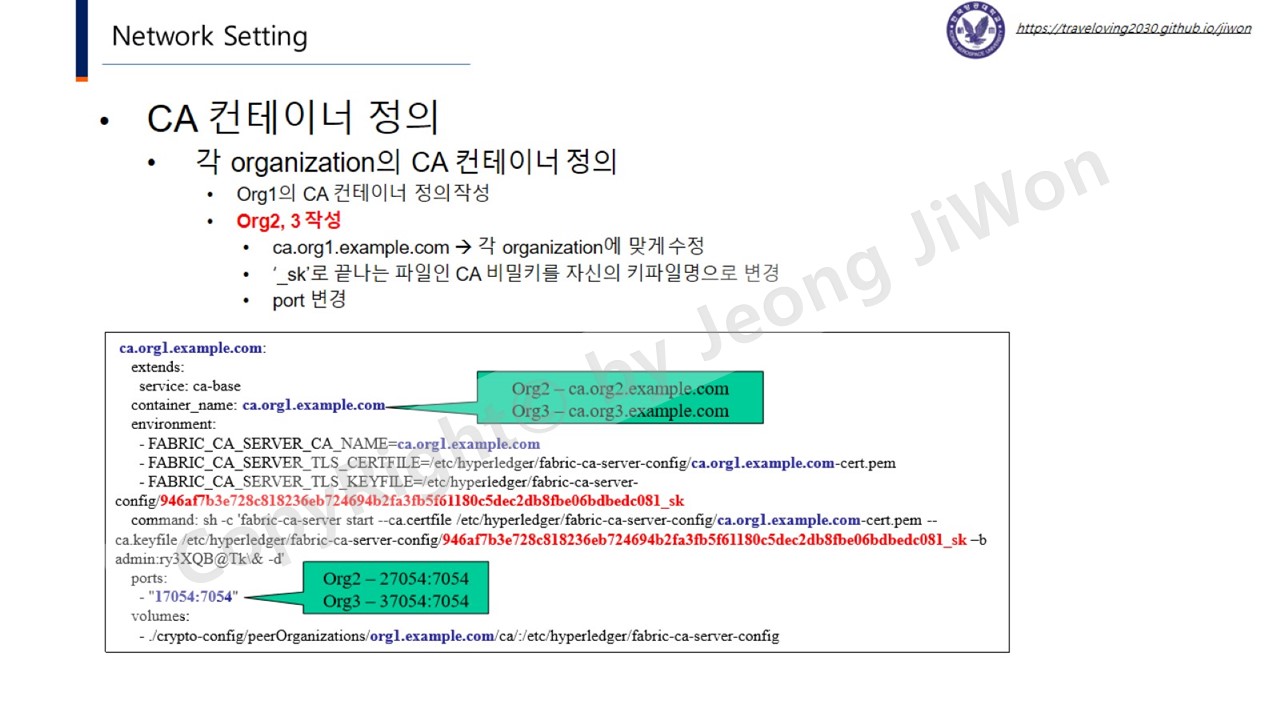 Network Setting
https://traveloving2030.github.io/jiwon
• CA 컨테이너 정의
• 각 organization의 CA 컨테이너 정의
• Org1의 CA 컨테이너 정의 작성
• Org2, 3 작성
• ca.org1.example.com → 각 organization에 맞게 수정
• ‘_sk’로 끝나는 파일인 CA 비밀키를 자신의 키파일명으로 변경
• port 변경
ca.org1.example.com:
extends:
service: ca-base
container_name: ca.org1.example.com
Org2 – ca.org2.example.com
Org3 – ca.org3.example.com
environment:
- FABRIC_CA_SERVER_CA_NAME=ca.org1.example.com
- FABRIC_CA_SERVER_TLS_CERTFILE=/etc/hyperledger/fabric-ca-server-config/ca.org1.example.com-cert.pem
- FABRIC_CA_SERVER_TLS_KEYFILE=/etc/hyperledger/fabric-ca-server-
config/946af7b3e728c818236eb724694b2fa3fb5f61180c5dec2db8fbe06bdbedc081_sk
command: sh -c 'fabric-ca-server start --ca.certfile /etc/hyperledger/fabric-ca-server-config/ca.org1.example.com-cert.pem --
ca.keyfile /etc/hyperledger/fabric-ca-server-config/946af7b3e728c818236eb724694b2fa3fb5f61180c5dec2db8fbe06bdbedc081_sk –b
admin:ry3XQB@Tk\& -d'
ports:
- "17054:7054"
Org2 – 27054:7054
Org3 – 37054:7054
volumes:
- ./crypto-config/peerOrganizations/org1.example.com/ca/:/etc/hyperledger/fabric-ca-server-config
CopyRight© by Jeong JiWon